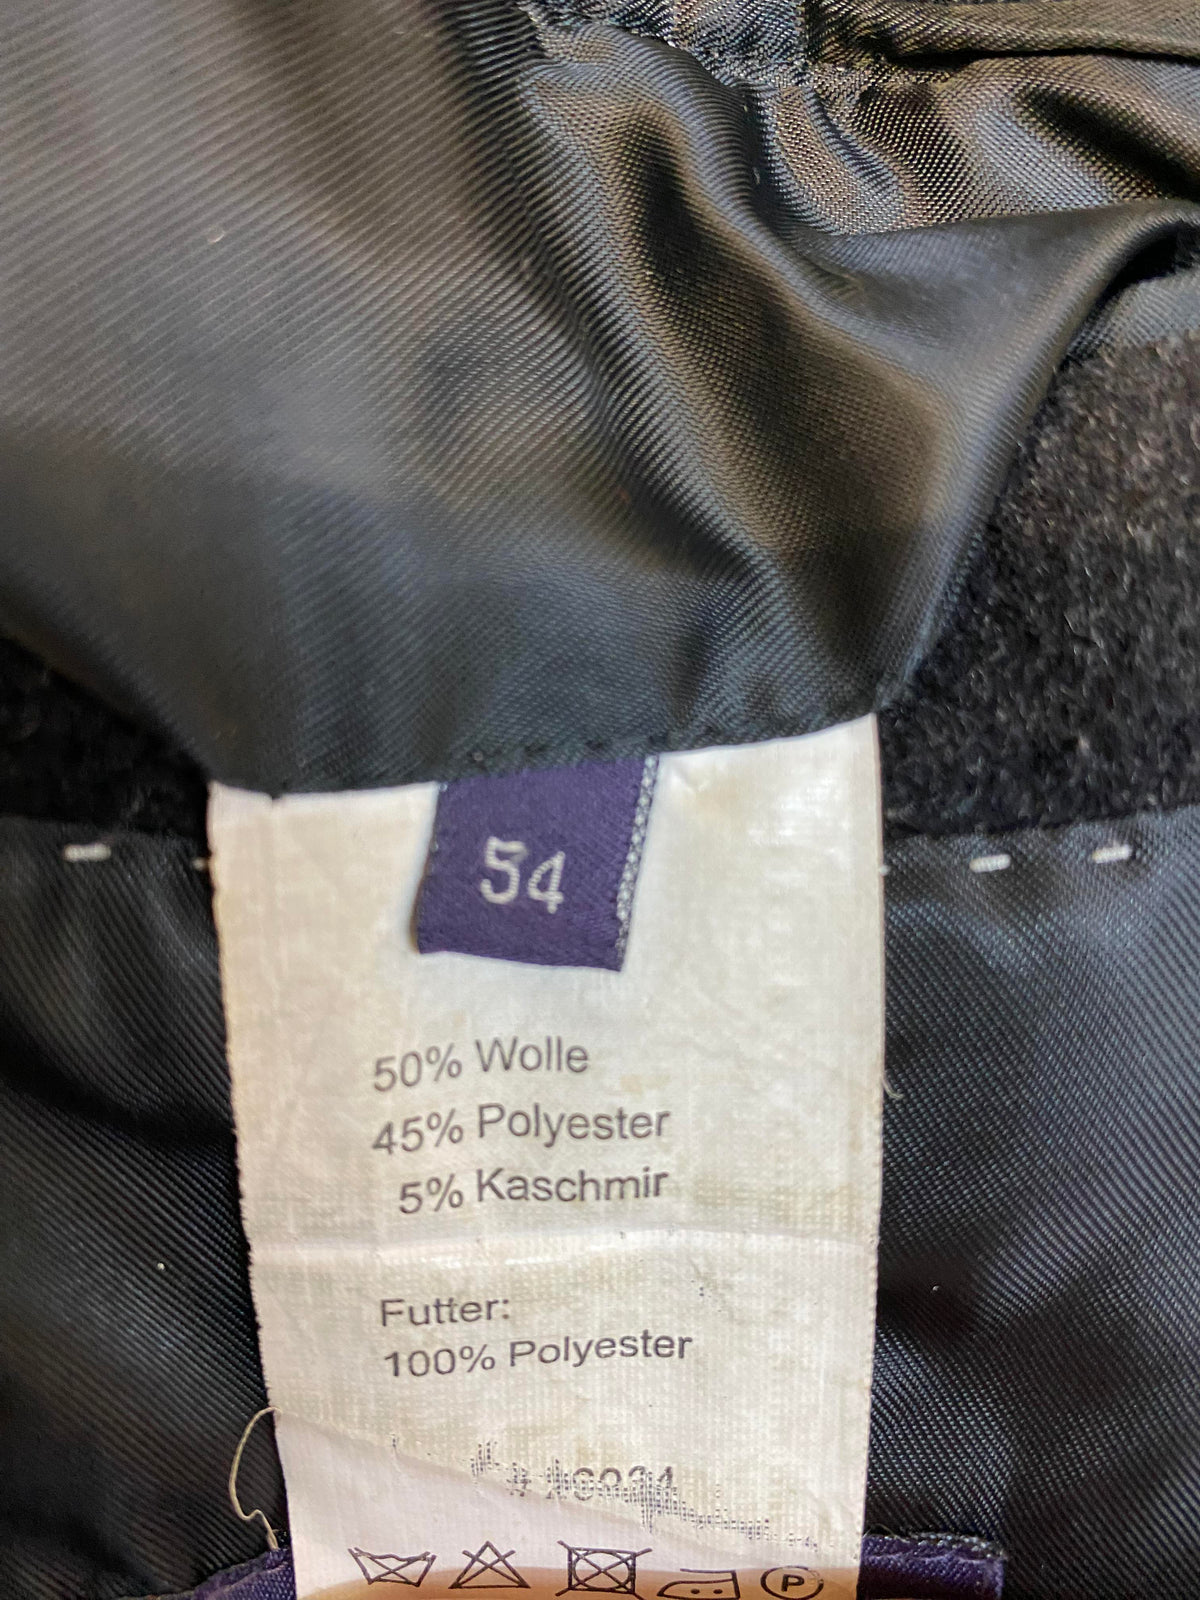 54
50% Wolle
45% Polyester
5% Kaschmir
Futter:
100% Polyester
P